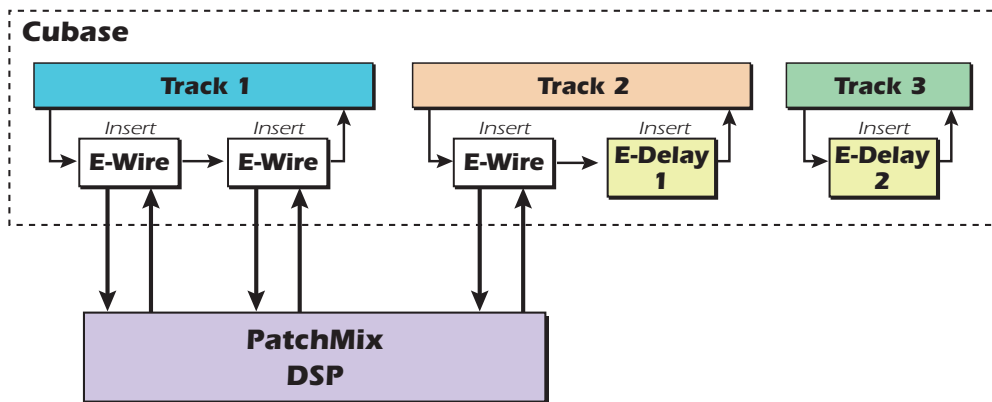 Cubase
Track 1
Track 2
Track 3
Insert
Insert
Insert
Insert
Insert
E-Wire
E-Wire
E-Wire
E-Delay
1
E-Delay
2
PatchMix
DSP